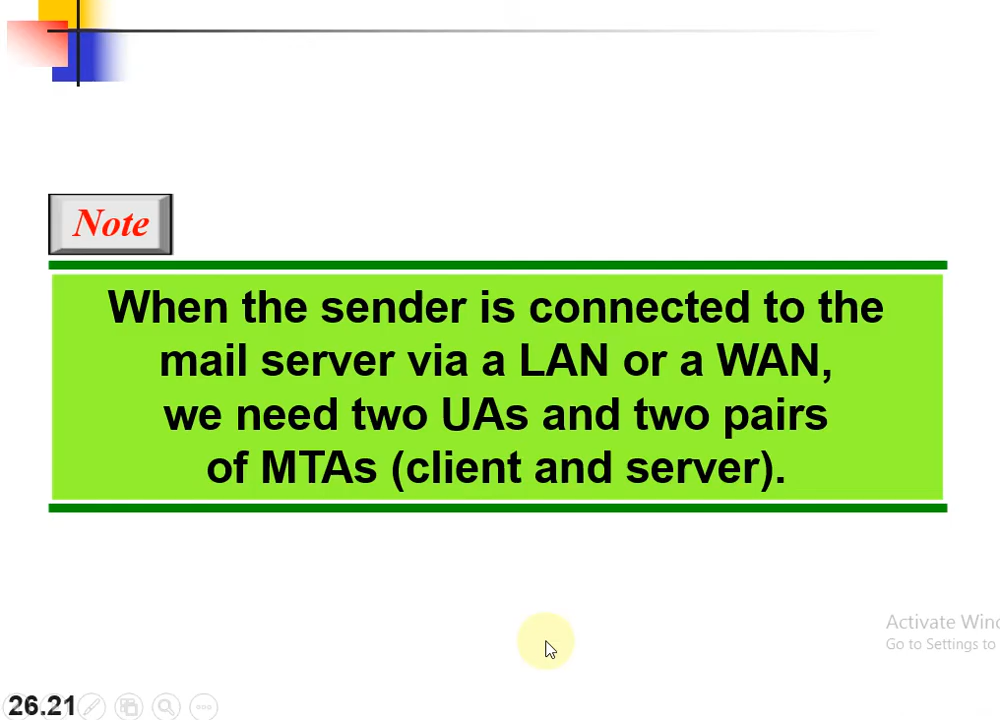 Note
When the sender is connected to the
mail server via a LAN or a WAN,
we need two UAs and two pairs
of MTAs (client and server).
Activate Winc
Go to Settings to
26.21